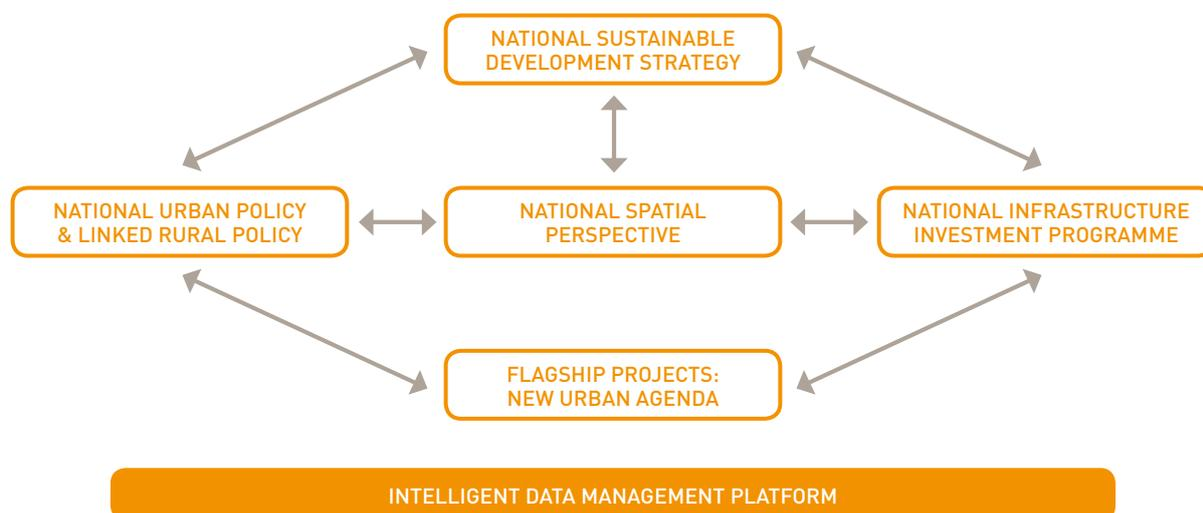 NATIONAL SUSTAINABLE
DEVELOPMENT STRATEGY
NATIONAL URBAN POLICY
& LINKED RURAL POLICY
NATIONAL SPATIAL
PERSPECTIVE
NATIONAL INFRASTRUCTURE
INVESTMENT PROGRAMME
FLAGSHIP PROJECTS:
NEW URBAN AGENDA
INTELLIGENT DATA MANAGEMENT PLATFORM